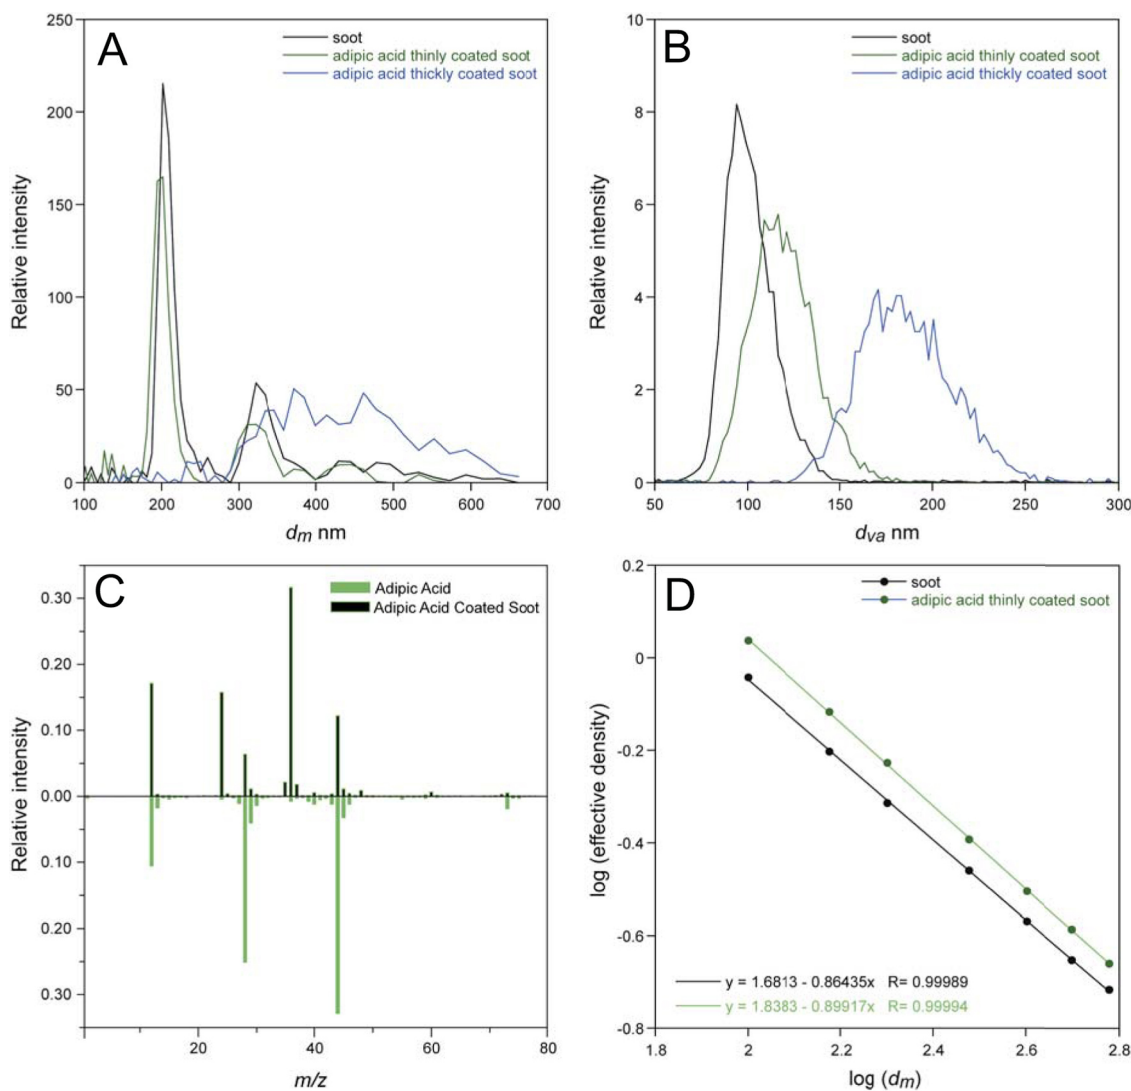 A
soot
adipic acid thinly coated soot
adipic acid thickly coated soot
250
200
150
100
50
0
Relative intensity
100 200 300 400 500 600 700
dm nm
B
soot
adipic acid thinly coated soot
adipic acid thickly coated soot
10
8
6
4
2
0
Relative intensity
50 100 150 200 250 300
dva nm
C
Adipic Acid
Adipic Acid Coated Soot
0.30
0.20
0.10
0.00
0.10
0.20
0.30
Relative intensity
20 40 60 80
m/z
D
soot
adipic acid thinly coated soot
0.2
0
-0.2
-0.4
-0.6
-0.8
log (effective density)
y = 1.6813 - 0.86435x R= 0.99989
y = 1.8383 - 0.89917x R= 0.99994
1.8 2 2.2 2.4 2.6 2.8
log (dm)